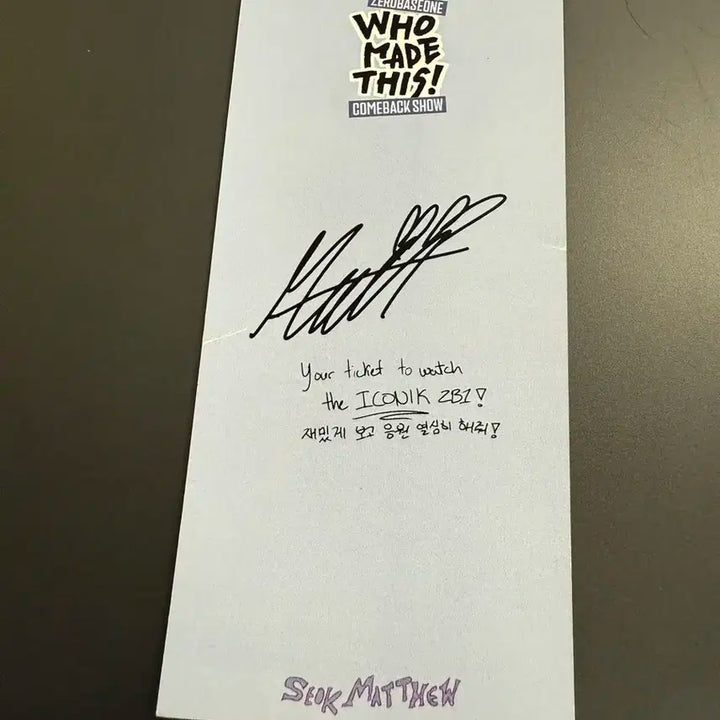 ZEROBASEONE
WHO
MADE
THIS!
COMEBACK SHOW
Matt
Your ticket to watch
the ICONIK ZB1!
재밌게 보고 응원 열심히 해줘!
SEOK MATTHEW